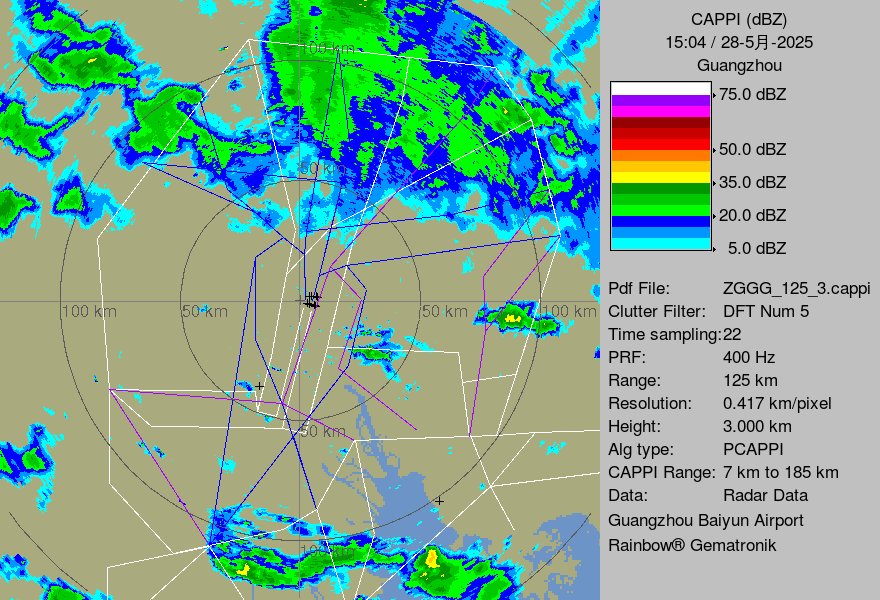 100 km
50 km
100 km
50 km
50 km
100 km
50 km
100 km
CAPPI (dBZ)
15:04 / 28-5月-2025
Guangzhou
75.0 dBZ
50.0 dBZ
35.0 dBZ
20.0 dBZ
5.0 dBZ
Pdf File: ZGGG_125_3.cappi
Clutter Filter: DFT Num 5
Time sampling:22
PRF: 400 Hz
Range: 125 km
Resolution: 0.417 km/pixel
Height: 3.000 km
Alg type: PCAPPI
CAPPI Range: 7 km to 185 km
Data: Radar Data
Guangzhou Baiyun Airport
Rainbow® Gematronik